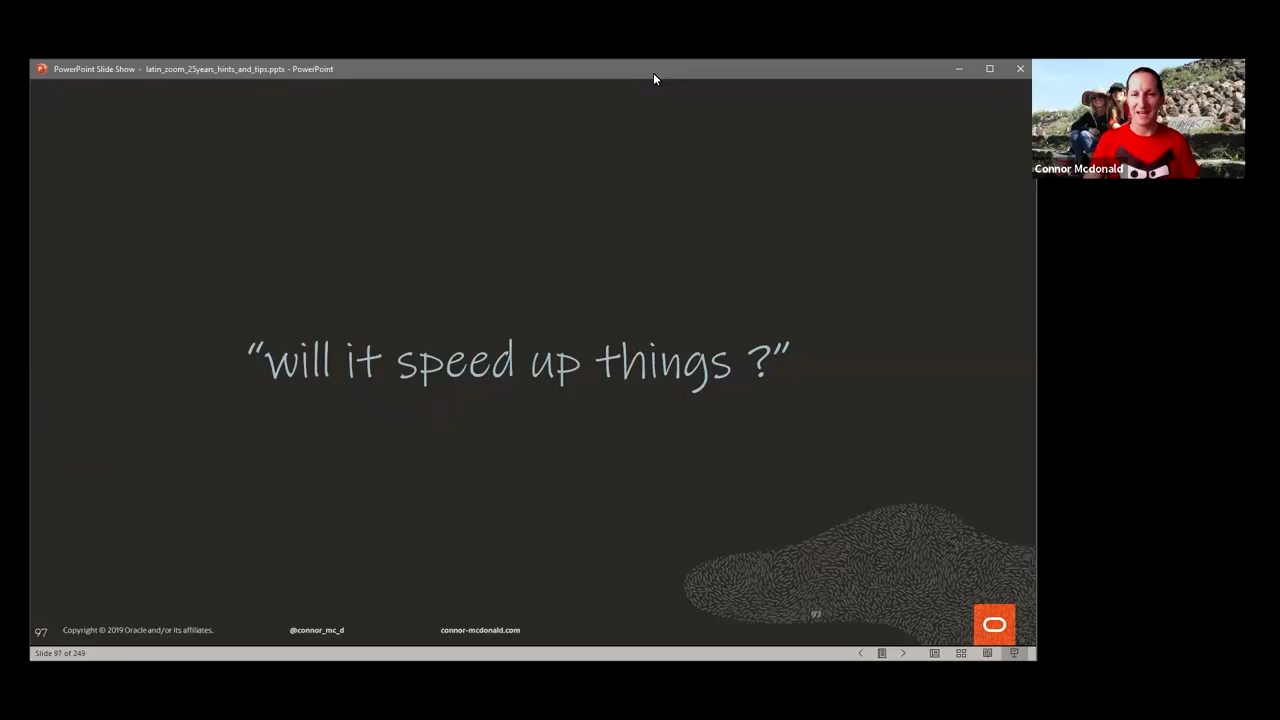 PowerPoint Slide Show - latin_zoom_25years_hints_and_tips.pptx - PowerPoint
Connor Mcdonald
“will it speed up things ?”
97
97
Copyright © 2019 Oracle and/or its affiliates.
@connor_mc_d
connor-mcdonald.com
Slide 97 of 249